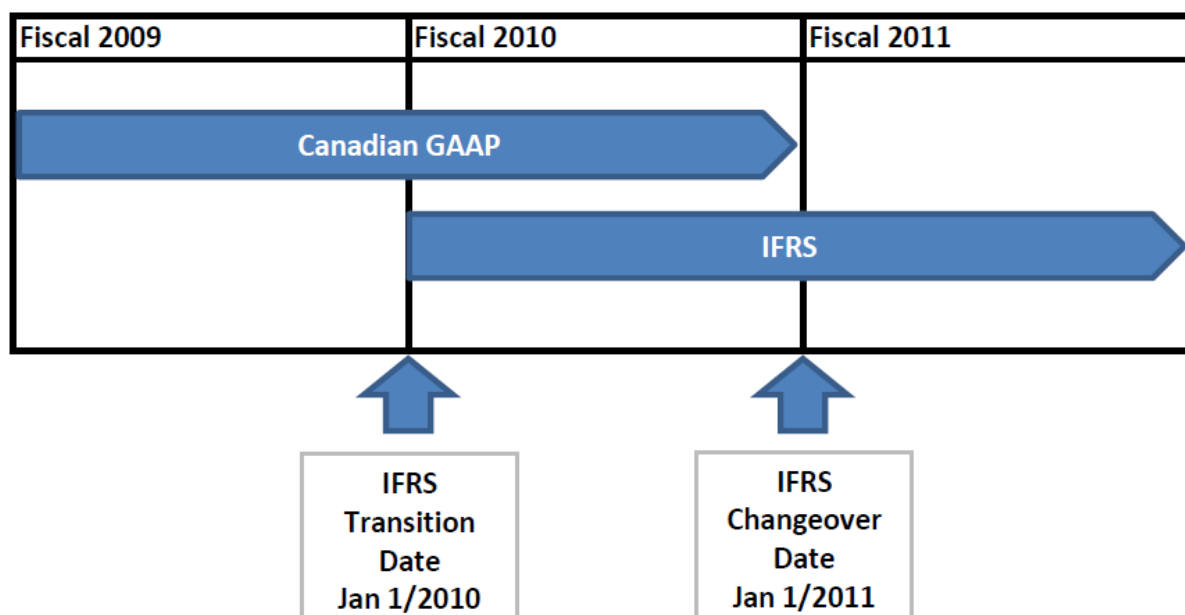 Fiscal 2009
Fiscal 2010
Fiscal 2011
Canadian GAAP
IFRS
IFRS
Transition
Date
Jan 1/2010
IFRS
Changeover
Date
Jan 1/2011